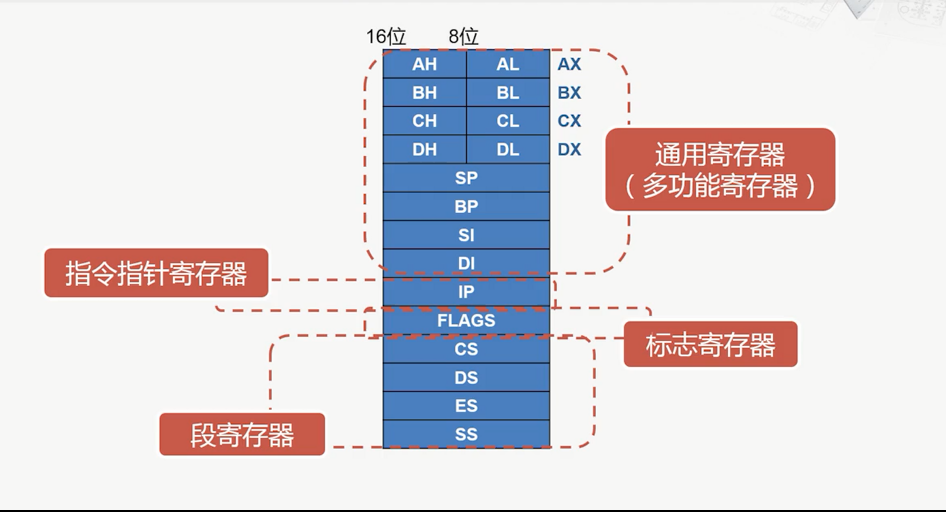 16位 8位
AH AL AX
BH BL BX
CH CL CX
DH DL DX
通用寄存器
（多功能寄存器）
SP
BP
SI
DI
指令指针寄存器
IP
FLAGS
标志寄存器
CS
DS
ES
段寄存器
SS